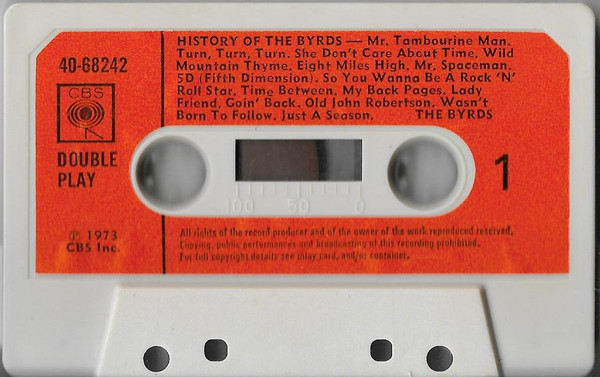 HISTORY OF THE BYRDS — Mr. Tambourine Man.
Turn, Turn, Turn. She Don't Care About Time, Wild
Mountain Thyme. Eight Miles High, Mr. Spaceman.
5D (Fifth Dimension). So You Wanna Be A Rock 'N'
Roll Star, Time Between, My Back Pages, Lady
Friend, Goin' Back. Old John Robertson, Wasn't
Born To Follow. Just A Season. THE BYRDS
40-68242
CBS
DOUBLE
PLAY
1
100 50 0
℗ 1973
CBS Inc.
All rights of the record producer and of the owner of the work reproduced reserved.
Copying, public performances and broadcasting of this recording prohibited.
For full copyright details see inlay card, and/or container.